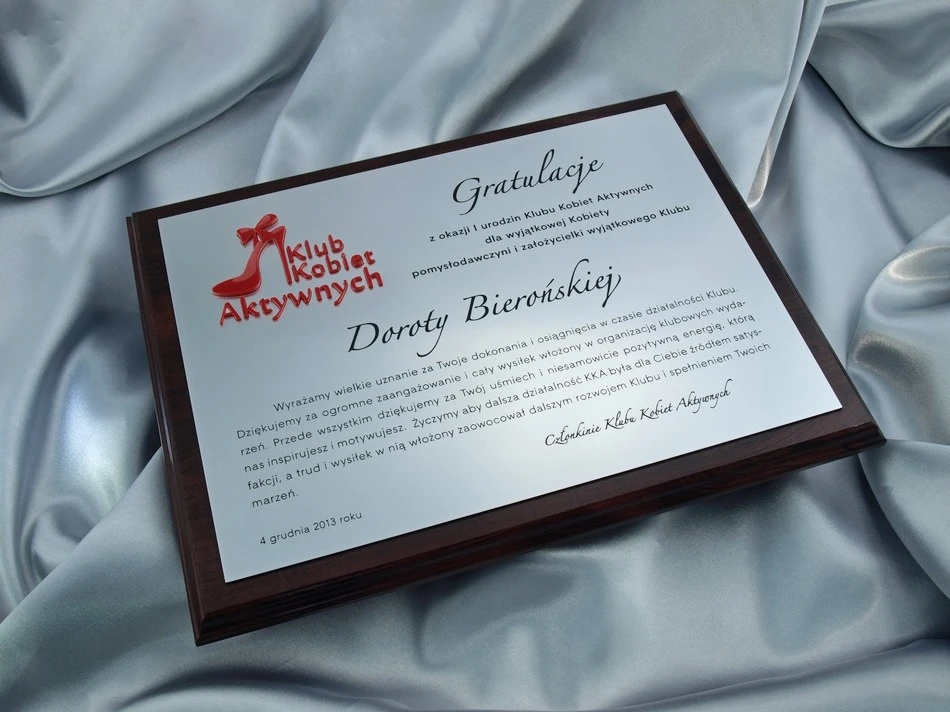 Klub
Kobiet
Aktywnych
Gratulacje
z okazji I urodzin Klubu Kobiet Aktywnych
dla wyjątkowej Kobiety
pomysłodawczyni i założycielki wyjątkowego Klubu
Doroty Bierońskiej
Wyrażamy wielkie uznanie za Twoje dokonania i osiągnięcia w czasie działalności Klubu.
Dziękujemy za ogromne zaangażowanie i cały wysiłek włożony w organizację klubowych wyda-
rzeń. Przede wszystkim dziękujemy za Twój uśmiech i niesamowicie pozytywną energię, którą
nas inspirujesz i motywujesz. Życzymy aby dalsza działalność KKA była dla Ciebie źródłem satys-
fakcji, a trud i wysiłek w nią włożony zaowocował dalszym rozwojem Klubu i spełnieniem Twoich
marzeń.
Członkinie Klubu Kobiet Aktywnych
4 grudnia 2013 roku